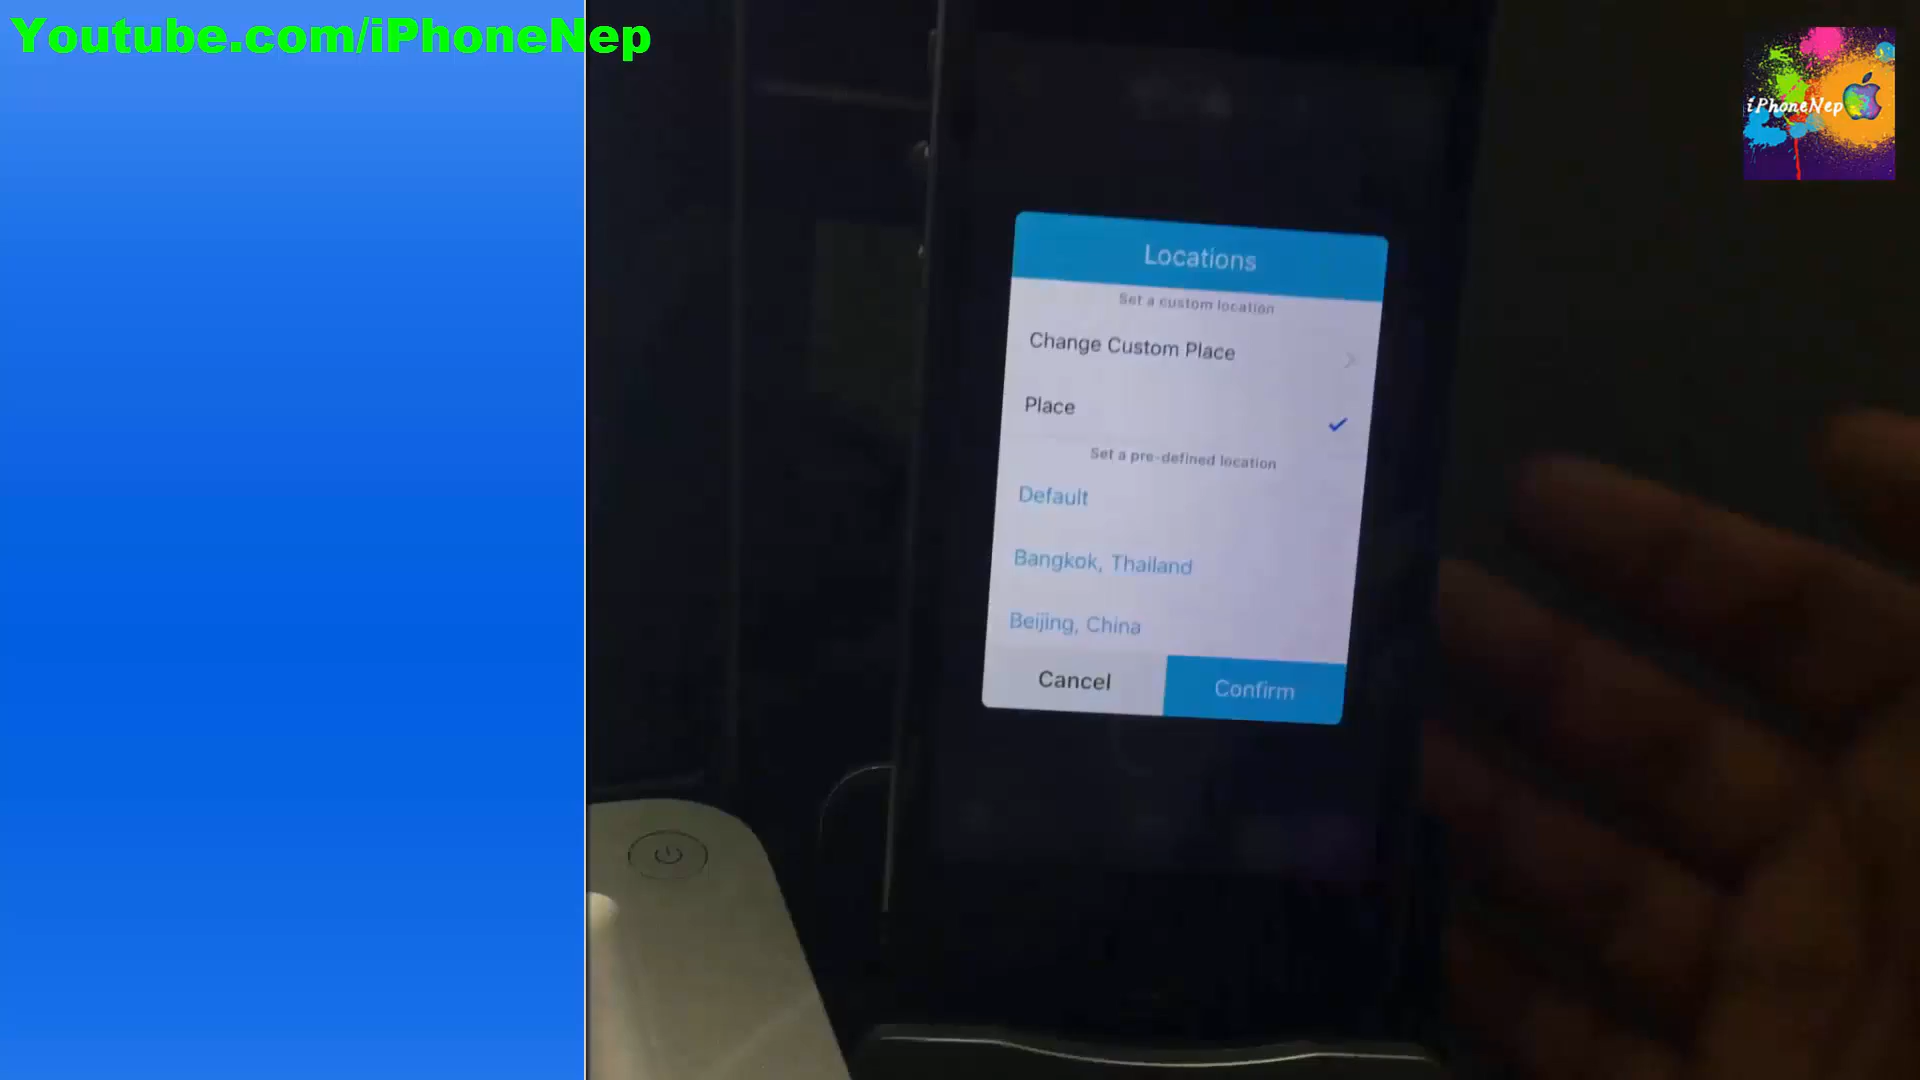 Youtube.com/iPhoneNep
iPhoneNep
Locations
Set a custom location
Change Custom Place
Place
Set a pre-defined location
Default
Bangkok, Thailand
Beijing, China
Cancel
Confirm